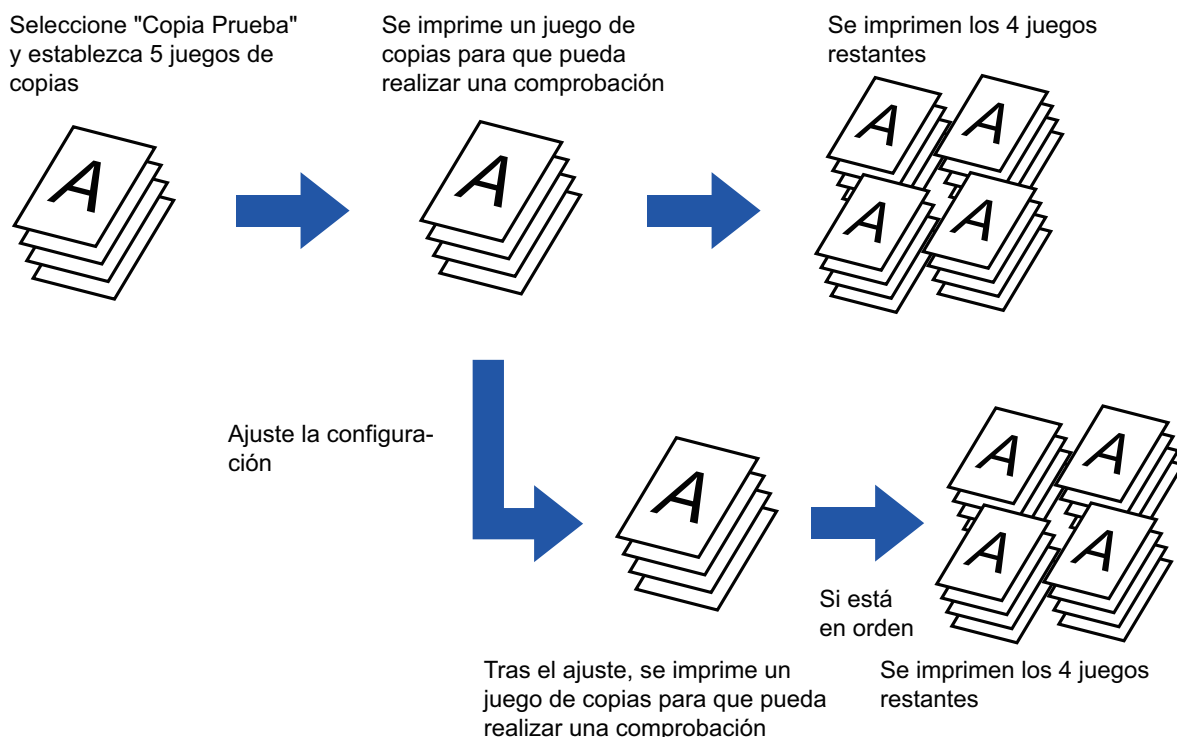 Seleccione "Copia Prueba"
y establezca 5 juegos de
copias
Se imprime un juego de
copias para que pueda
realizar una comprobación
Se imprimen los 4 juegos
restantes
A
A
A
A
A
A
Ajuste la configura-
ción
A
A
A
A
A
Si está
en orden
Tras el ajuste, se imprime un
juego de copias para que pueda
realizar una comprobación
Se imprimen los 4 juegos
restantes